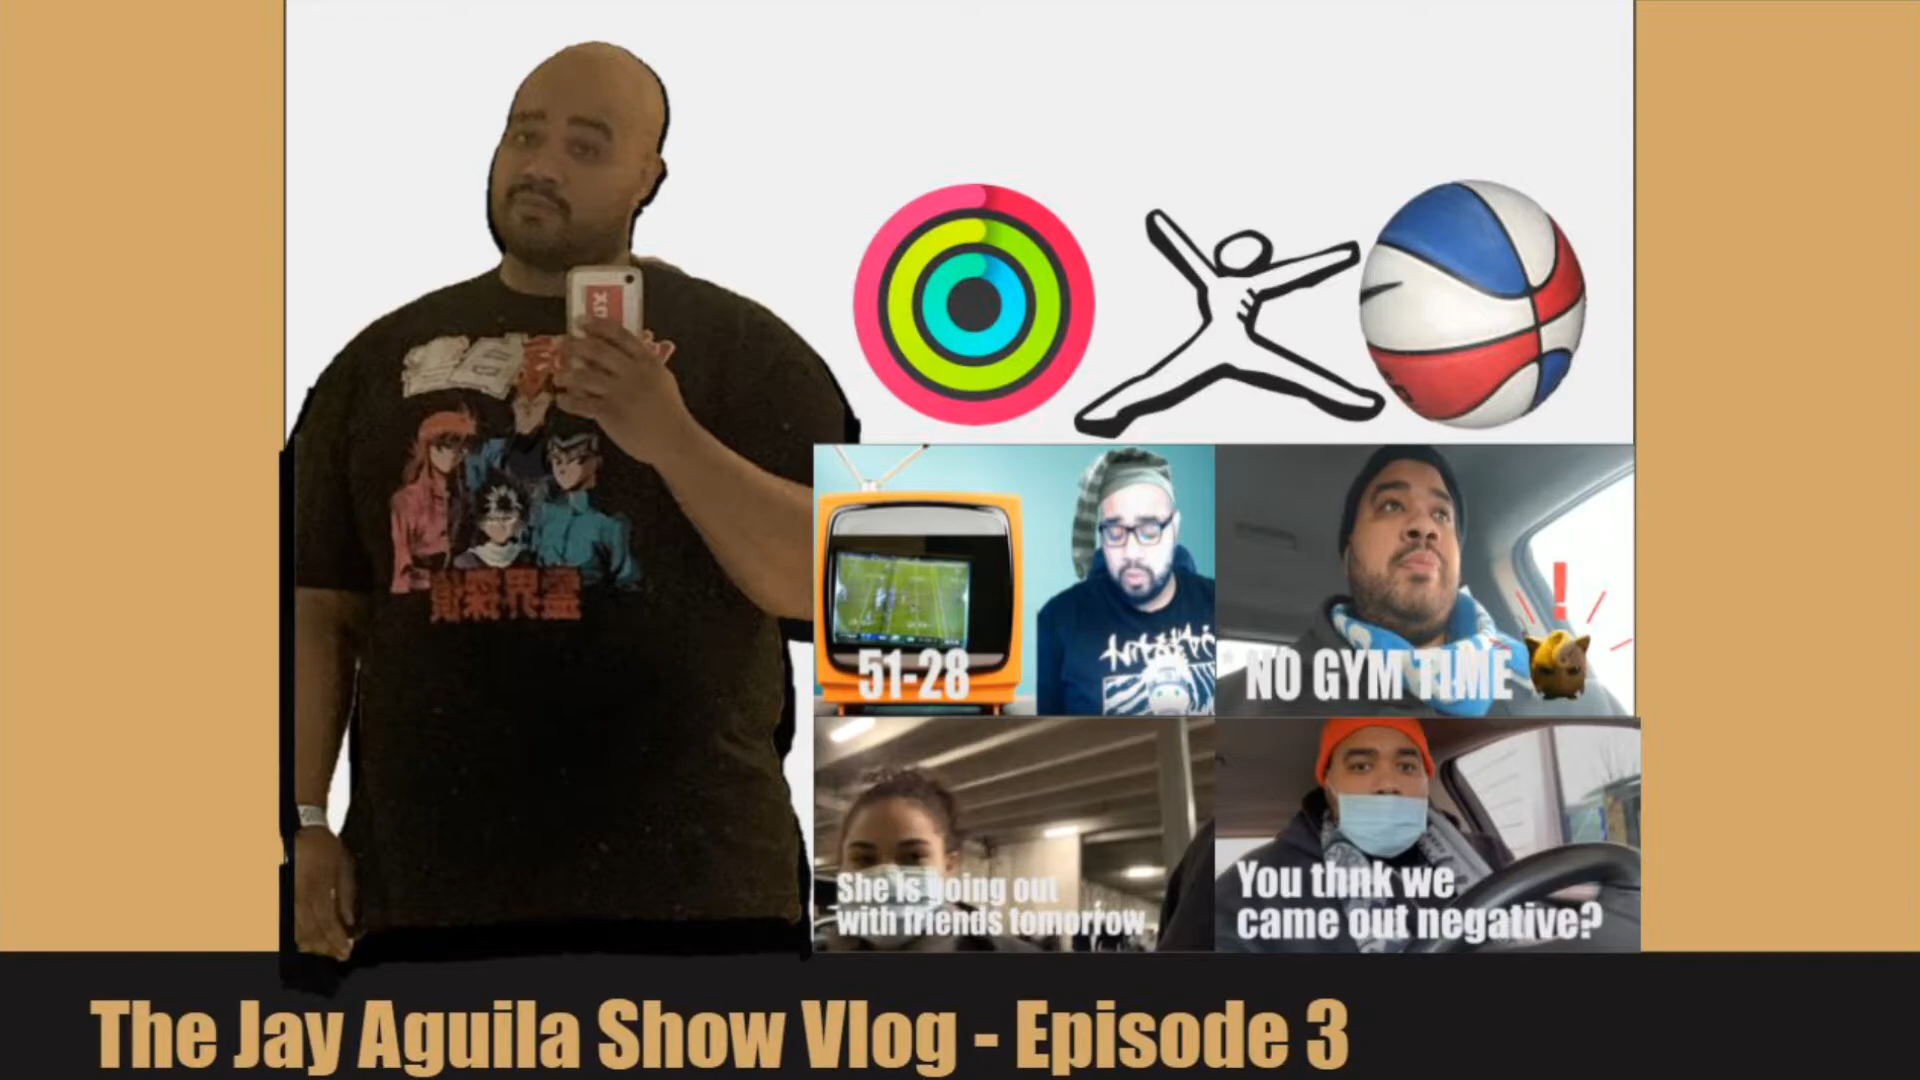 51-28
NO GYM TIME
!
She is going out
with friends tomorrow
You thnk we
came out negative?
The Jay Aguila Show Vlog - Episode 3